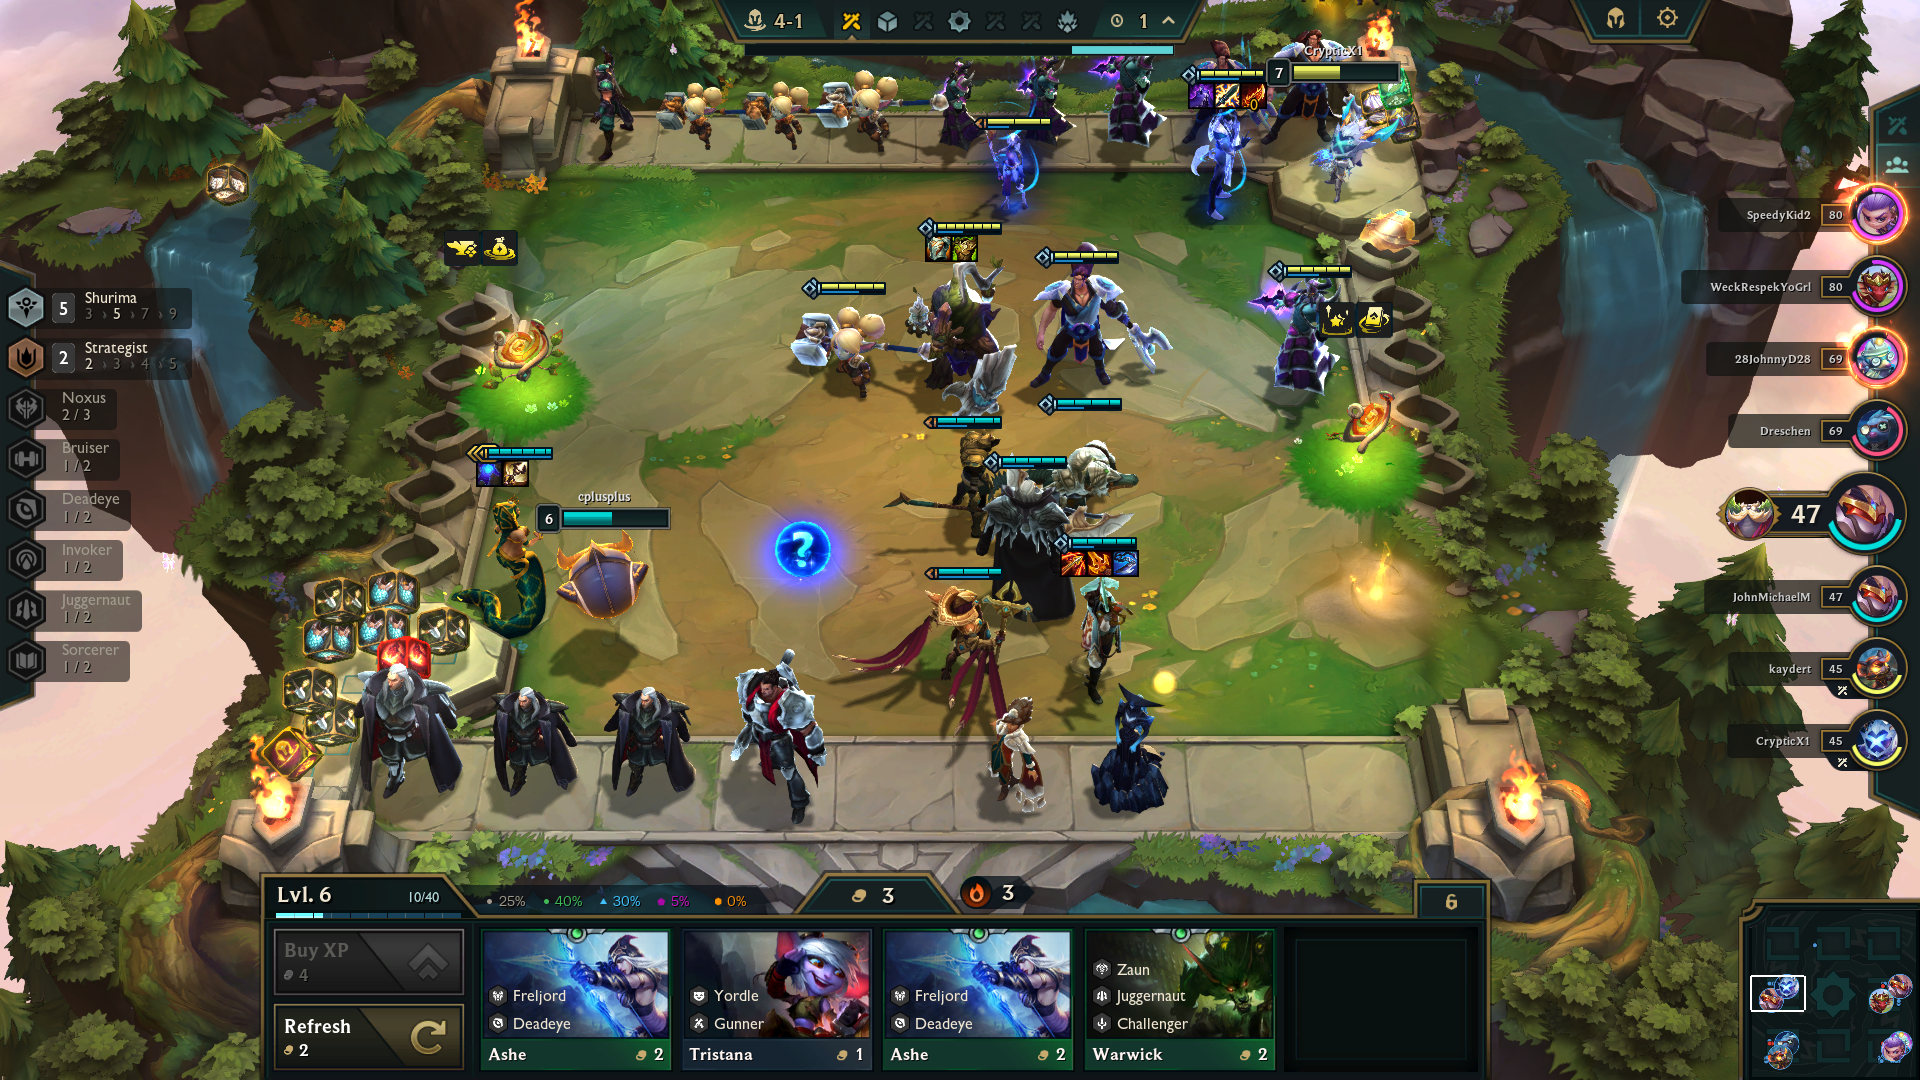 4-1
1
CrypticX1
7
0
SpeedyKid2
80
WeckRespekYoGrl
80
28JohnnyD28
69
Dreschen
69
47
JohnMichaelM
47
kaydert
45
CrypticX1
45
5
Shurima
3 › 5 › 7 › 9
2
Strategist
2 › 3 › 4 › 5
Noxus
2 / 3
Bruiser
1 / 2
Deadeye
1 / 2
Invoker
1 / 2
Juggernaut
1 / 2
Sorcerer
1 / 2
cplusplus
6
?
Lvl. 6
10/40
25%
40%
30%
5%
0%
3
3
6
Buy XP
4
Refresh
2
Freljord
Deadeye
Ashe
2
Yordle
Gunner
Tristana
1
Freljord
Deadeye
Ashe
2
Zaun
Juggernaut
Challenger
Warwick
2